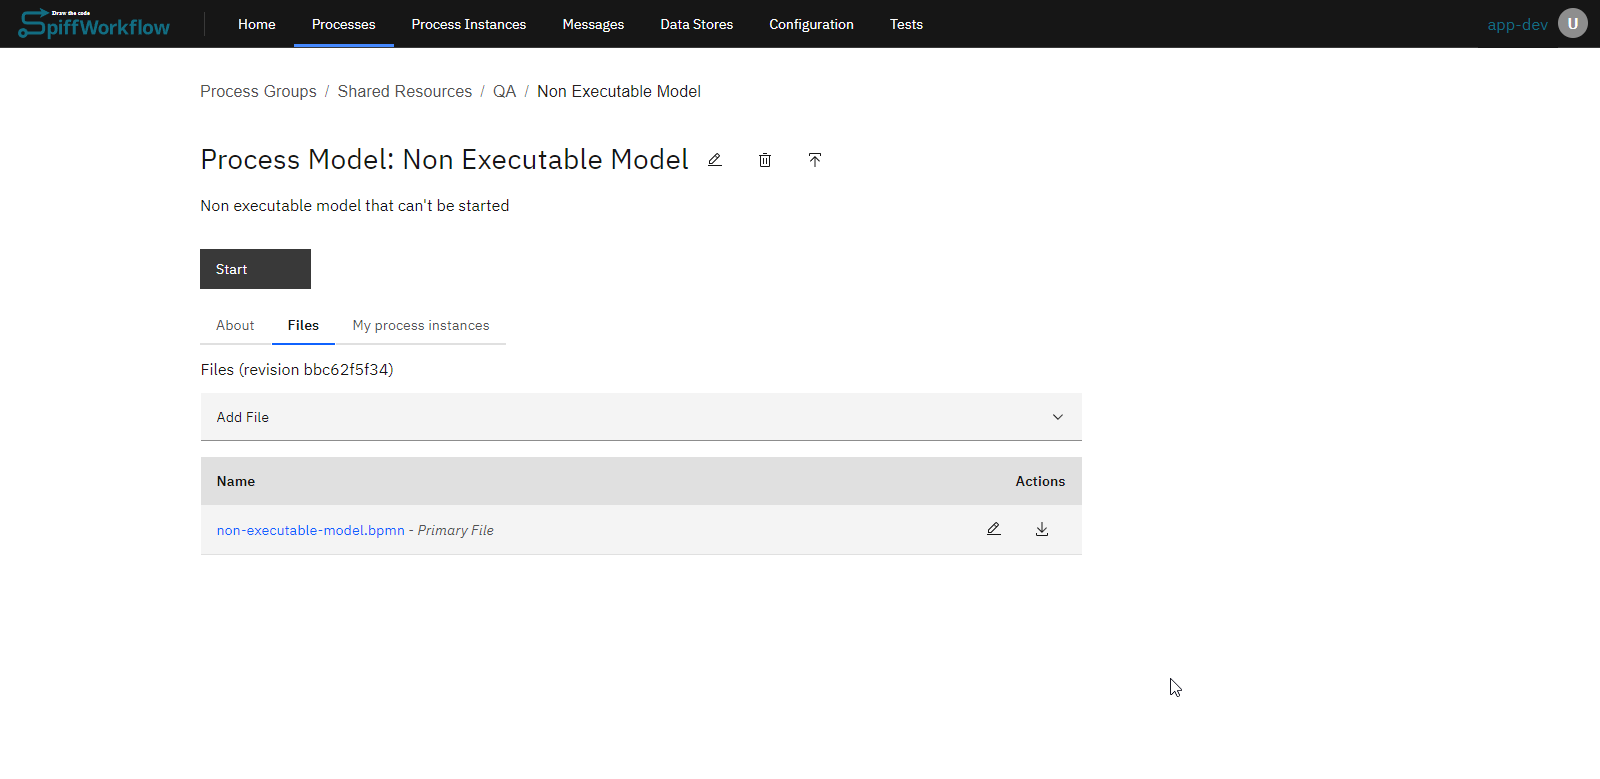 Draw the code
SpiffWorkflow
Home Processes Process Instances Messages Data Stores Configuration Tests app-dev U
Process Groups / Shared Resources / QA / Non Executable Model
Process Model: Non Executable Model
Non executable model that can't be started
Start
About Files My process instances
Files (revision bbc62f5f34)
Add File
Name Actions
non-executable-model.bpmn - Primary File